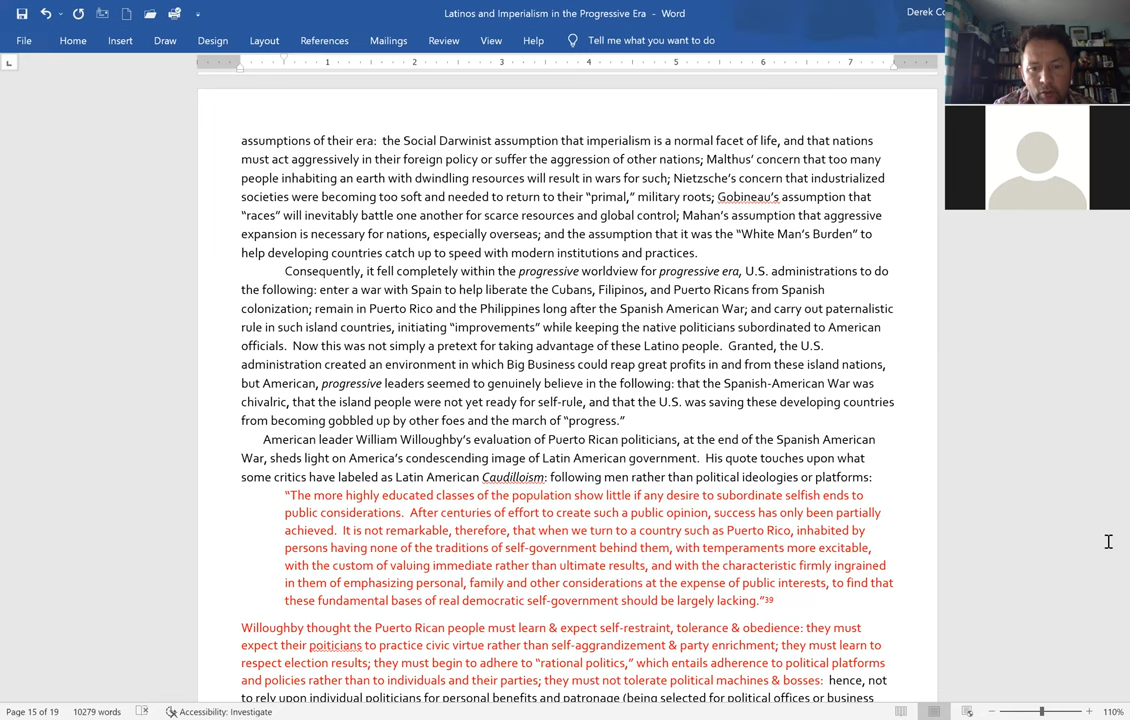 Latinos and Imperialism in the Progressive Era - Word
Derek Co
File Home Insert Draw Design Layout References Mailings Review View Help Tell me what you want to do
1 2 3 4 5 6 7
assumptions of their era: the Social Darwinist assumption that imperialism is a normal facet of life, and that nations
must act aggressively in their foreign policy or suffer the aggression of other nations; Malthus’ concern that too many
people inhabiting an earth with dwindling resources will result in wars for such; Nietzsche’s concern that industrialized
societies were becoming too soft and needed to return to their “primal,” military roots; Gobineau’s assumption that
“races” will inevitably battle one another for scarce resources and global control; Mahan’s assumption that aggressive
expansion is necessary for nations, especially overseas; and the assumption that it was the “White Man’s Burden” to
help developing countries catch up to speed with modern institutions and practices.
Consequently, it fell completely within the progressive worldview for progressive era, U.S. administrations to do
the following: enter a war with Spain to help liberate the Cubans, Filipinos, and Puerto Ricans from Spanish
colonization; remain in Puerto Rico and the Philippines long after the Spanish American War; and carry out paternalistic
rule in such island countries, initiating “improvements” while keeping the native politicians subordinated to American
officials. Now this was not simply a pretext for taking advantage of these Latino people. Granted, the U.S.
administration created an environment in which Big Business could reap great profits in and from these island nations,
but American, progressive leaders seemed to genuinely believe in the following: that the Spanish-American War was
chivalric, that the island people were not yet ready for self-rule, and that the U.S. was saving these developing countries
from becoming gobbled up by other foes and the march of “progress.”
American leader William Willoughby’s evaluation of Puerto Rican politicians, at the end of the Spanish American
War, sheds light on America’s condescending image of Latin American government. His quote touches upon what
some critics have labeled as Latin American Caudilloism: following men rather than political ideologies or platforms:
“The more highly educated classes of the population show little if any desire to subordinate selfish ends to
public considerations. After centuries of effort to create such a public opinion, success has only been partially
achieved. It is not remarkable, therefore, that when we turn to a country such as Puerto Rico, inhabited by
persons having none of the traditions of self-government behind them, with temperaments more excitable,
with the custom of valuing immediate rather than ultimate results, and with the characteristic firmly ingrained
in them of emphasizing personal, family and other considerations at the expense of public interests, to find that
these fundamental bases of real democratic self-government should be largely lacking.”39
Willoughby thought the Puerto Rican people must learn & expect self-restraint, tolerance & obedience: they must
expect their poiticians to practice civic virtue rather than self-aggrandizement & party enrichment; they must learn to
respect election results; they must begin to adhere to “rational politics,” which entails adherence to political platforms
and policies rather than to individuals and their parties; they must not tolerate political machines & bosses: hence, not
to rely upon individual politicians for personal benefits and patronage (being selected for political offices or business
Page 15 of 19 10279 words Accessibility: Investigate 110%